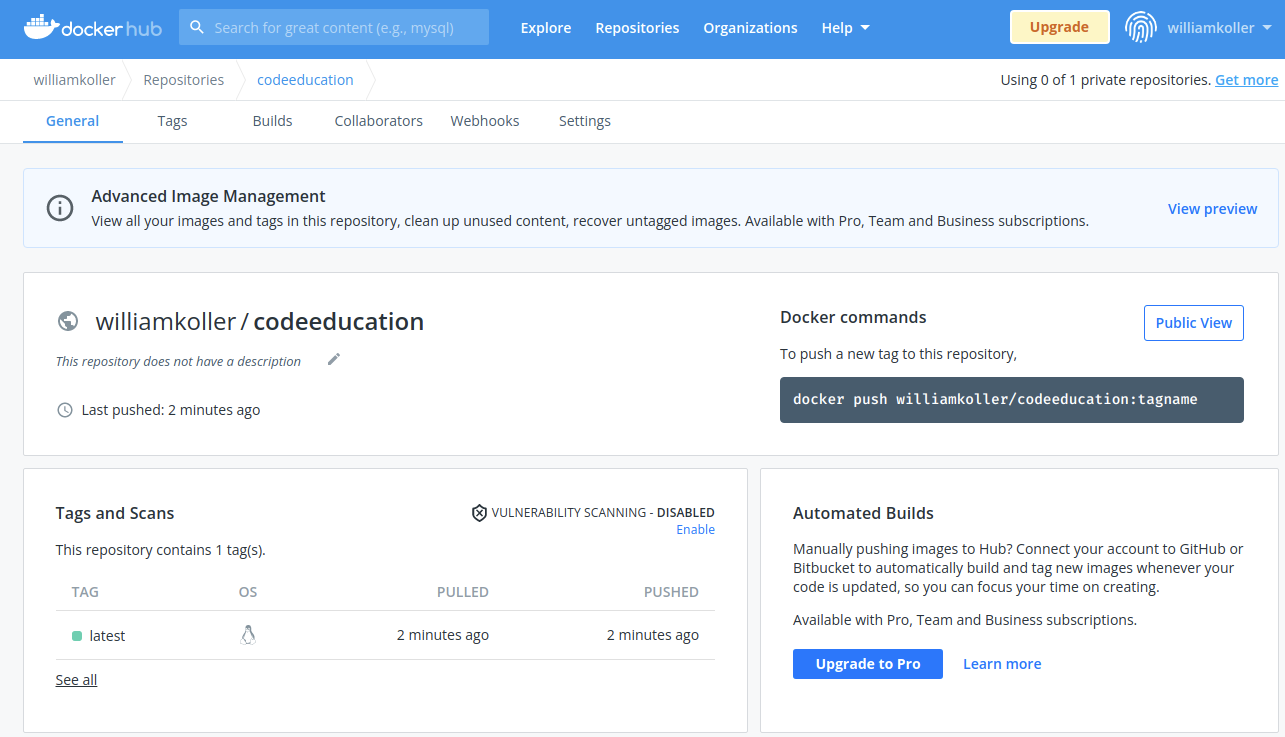 docker hub
Search for great content (e.g., mysql)
Explore
Repositories
Organizations
Help
Upgrade
williamkoller
williamkoller
Repositories
codeeducation
Using 0 of 1 private repositories. Get more
General
Tags
Builds
Collaborators
Webhooks
Settings
Advanced Image Management
View all your images and tags in this repository, clean up unused content, recover untagged images. Available with Pro, Team and Business subscriptions.
View preview
williamkoller / codeeducation
This repository does not have a description
Last pushed: 2 minutes ago
Docker commands
Public View
To push a new tag to this repository,
docker push williamkoller/codeeducation:tagname
Tags and Scans
VULNERABILITY SCANNING - DISABLED
Enable
This repository contains 1 tag(s).
TAG OS PULLED PUSHED
latest 2 minutes ago 2 minutes ago
See all
Automated Builds
Manually pushing images to Hub? Connect your account to GitHub or
Bitbucket to automatically build and tag new images whenever your
code is updated, so you can focus your time on creating.
Available with Pro, Team and Business subscriptions.
Upgrade to Pro
Learn more